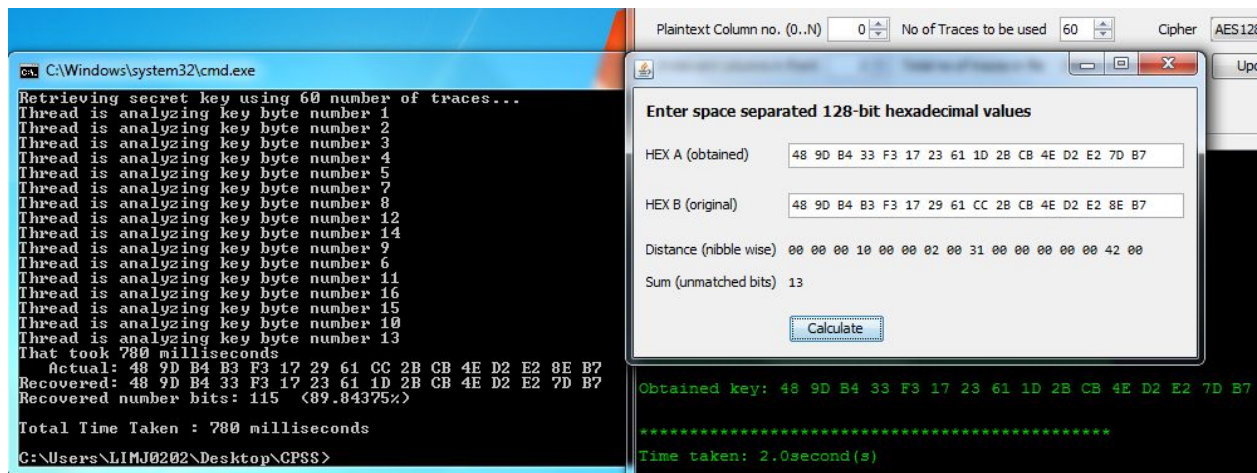 Plaintext Column no. (0..N) 0 No of Traces to be used 60 Cipher AES128
C:\Windows\system32\cmd.exe
Retrieving secret key using 60 number of traces...
Thread is analyzing key byte number 1
Thread is analyzing key byte number 2
Thread is analyzing key byte number 3
Thread is analyzing key byte number 4
Thread is analyzing key byte number 5
Thread is analyzing key byte number 7
Thread is analyzing key byte number 8
Thread is analyzing key byte number 12
Thread is analyzing key byte number 14
Thread is analyzing key byte number 9
Thread is analyzing key byte number 6
Thread is analyzing key byte number 11
Thread is analyzing key byte number 16
Thread is analyzing key byte number 15
Thread is analyzing key byte number 10
Thread is analyzing key byte number 13
That took 780 milliseconds
Actual: 48 9D B4 B3 F3 17 29 61 CC 2B CB 4E D2 E2 8E B7
Recovered: 48 9D B4 33 F3 17 23 61 1D 2B CB 4E D2 E2 7D B7
Recovered number bits: 115 (89.84375%)
Total Time Taken : 780 milliseconds
C:\Users\LIMJ0202\Desktop\CPSS>
Enter space separated 128-bit hexadecimal values
HEX A (obtained) 48 9D B4 33 F3 17 23 61 1D 2B CB 4E D2 E2 7D B7
HEX B (original) 48 9D B4 B3 F3 17 29 61 CC 2B CB 4E D2 E2 8E B7
Distance (nibble wise) 00 00 00 10 00 00 02 00 31 00 00 00 00 00 42 00
Sum (unmatched bits) 13
Calculate
Obtained key: 48 9D B4 33 F3 17 23 61 1D 2B CB 4E D2 E2 7D B7
************************************************
Time taken: 2.0second(s)